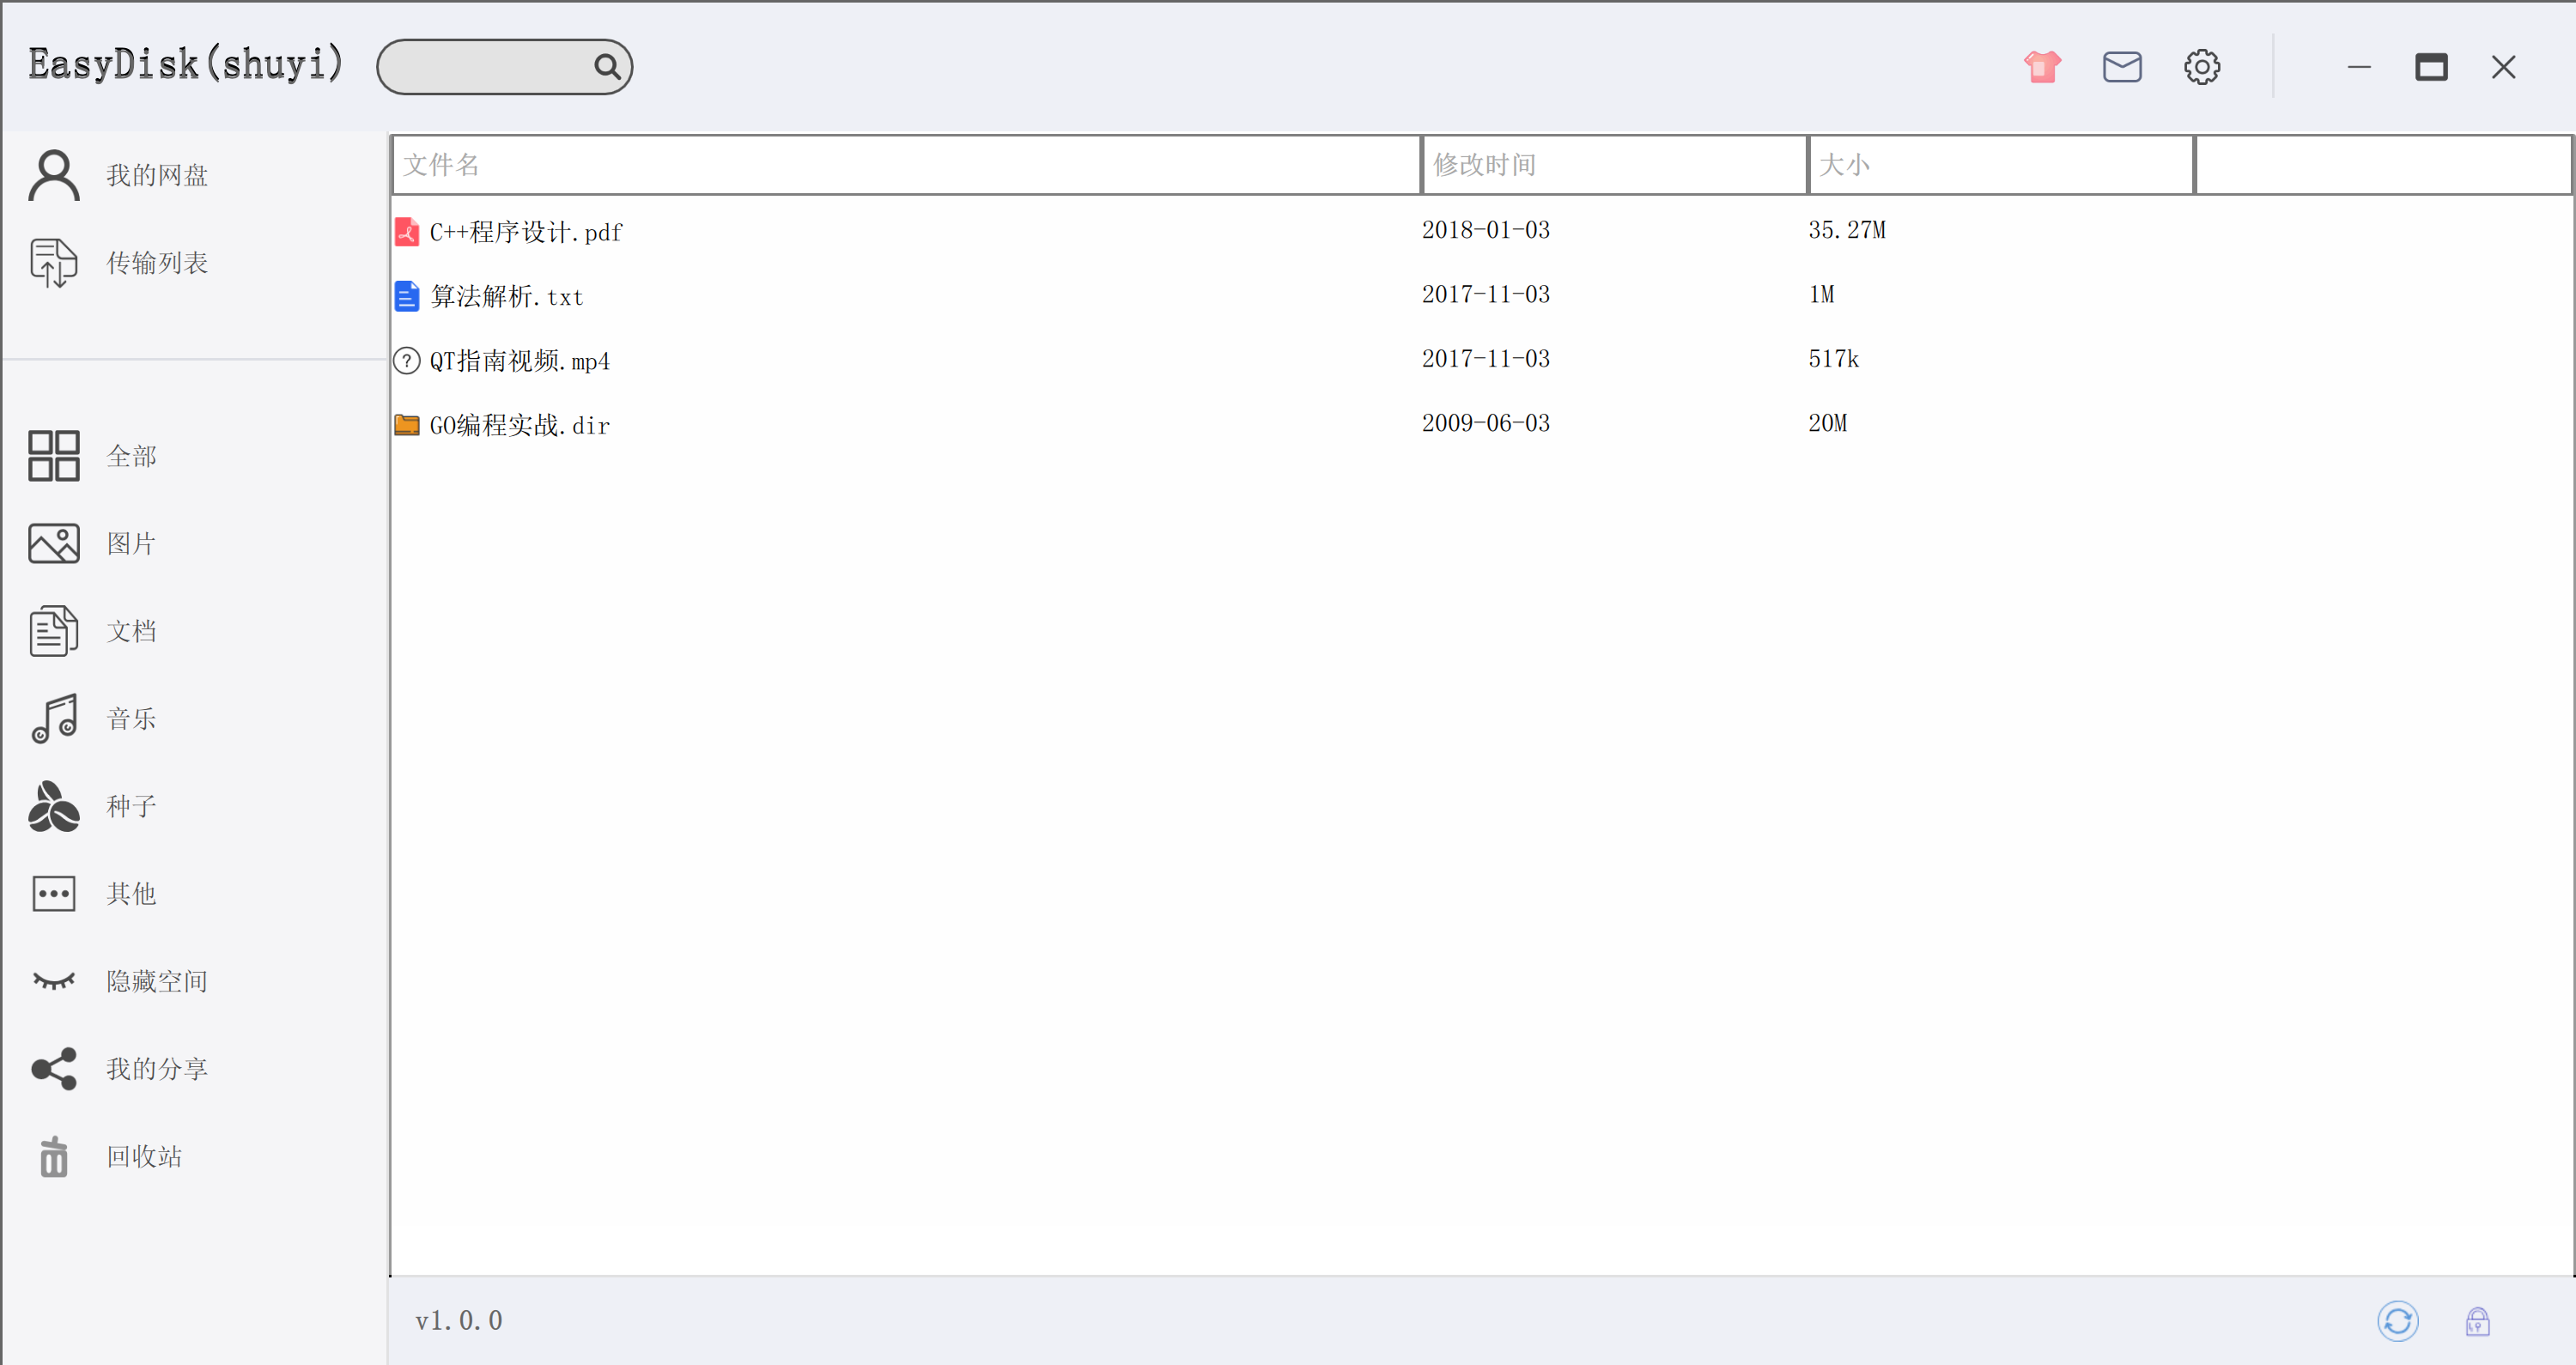 EasyDisk(shuyi)
我的网盘
传输列表
全部
图片
文档
音乐
种子
其他
隐藏空间
我的分享
回收站
文件名 修改时间 大小
C++程序设计.pdf 2018-01-03 35.27M
算法解析.txt 2017-11-03 1M
QT指南视频.mp4 2017-11-03 517k
GO编程实战.dir 2009-06-03 20M
v1.0.0